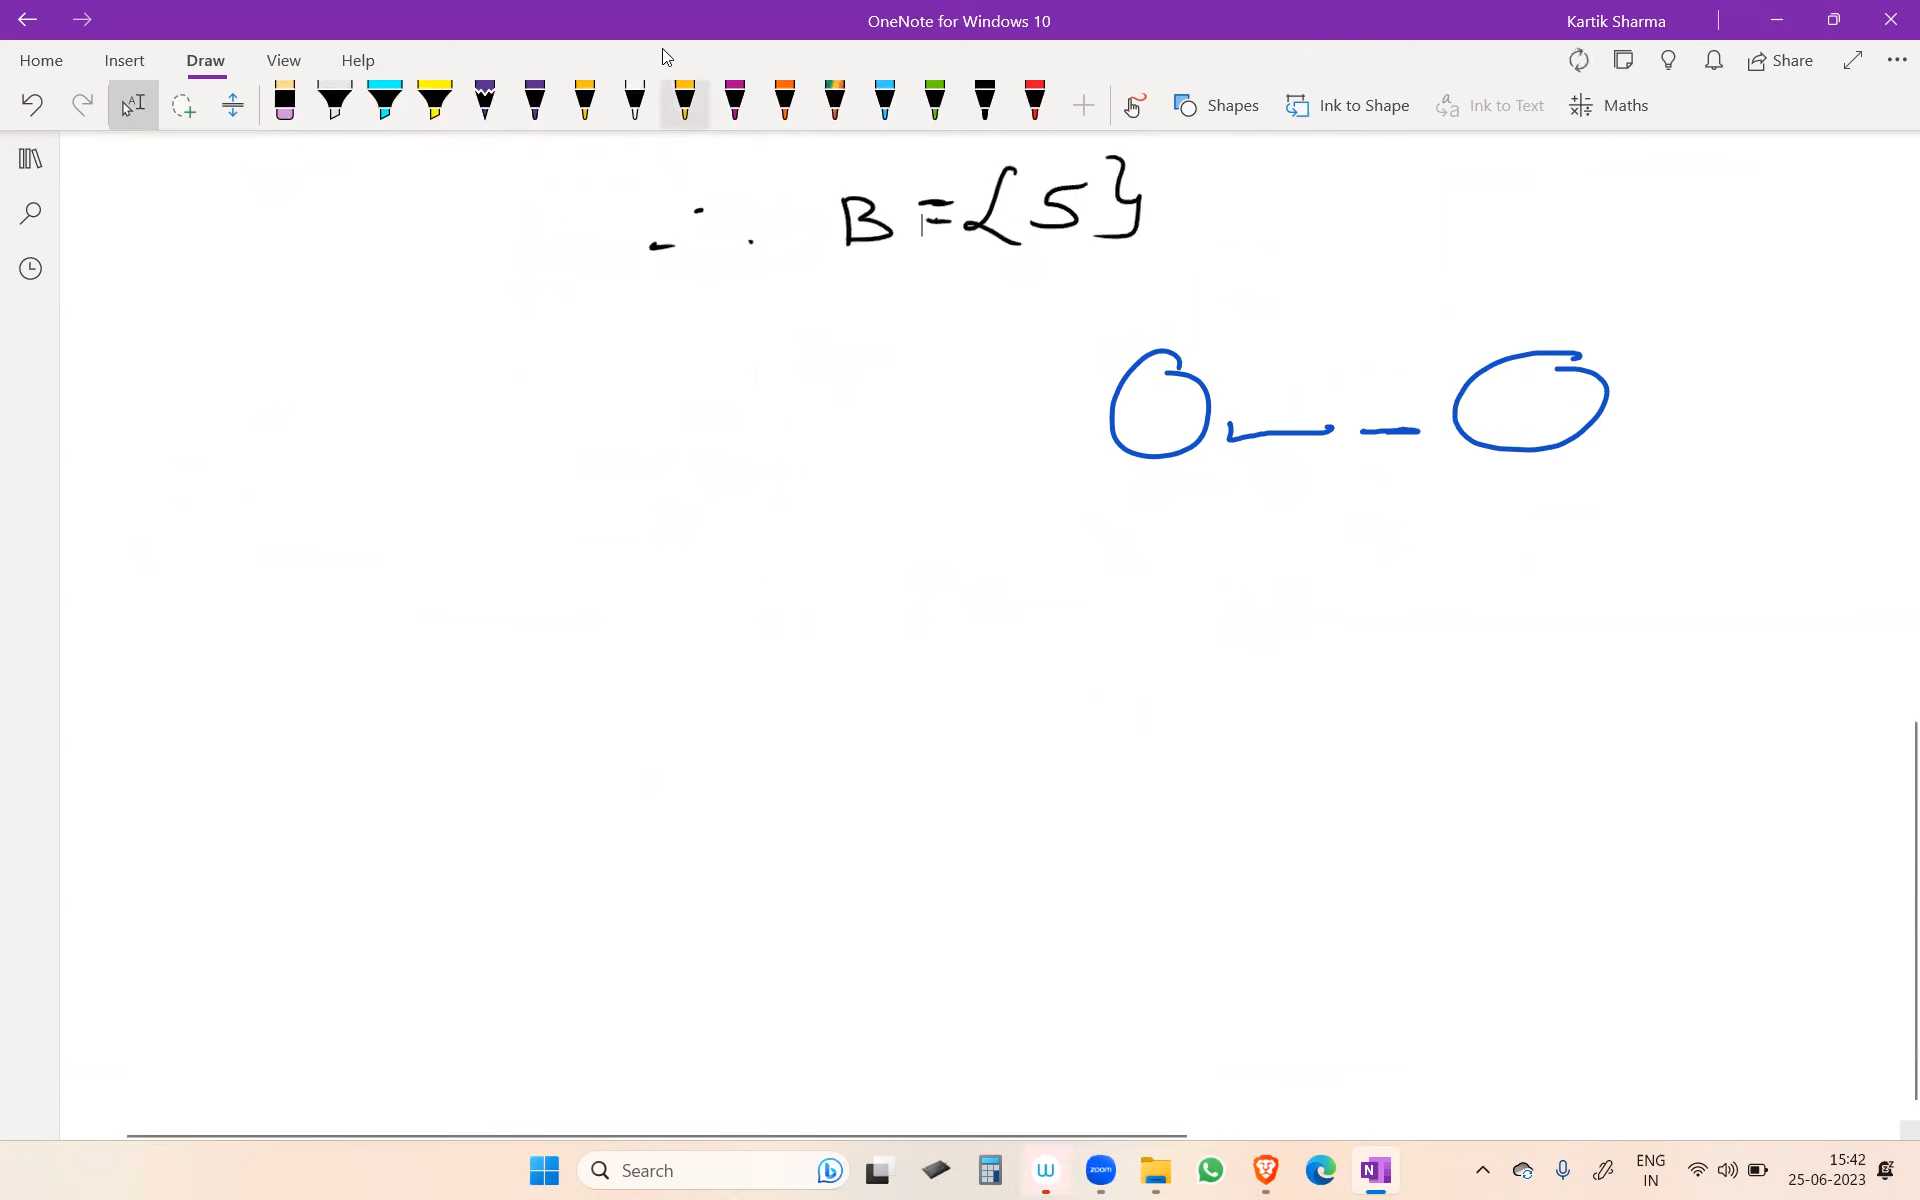 OneNote for Windows 10
Kartik Sharma
Home Insert Draw View Help
Share
Shapes
Ink to Shape
Ink to Text
Maths
∴ B = {5}
Search
zoom
ENG
IN
15:42
25-06-2023